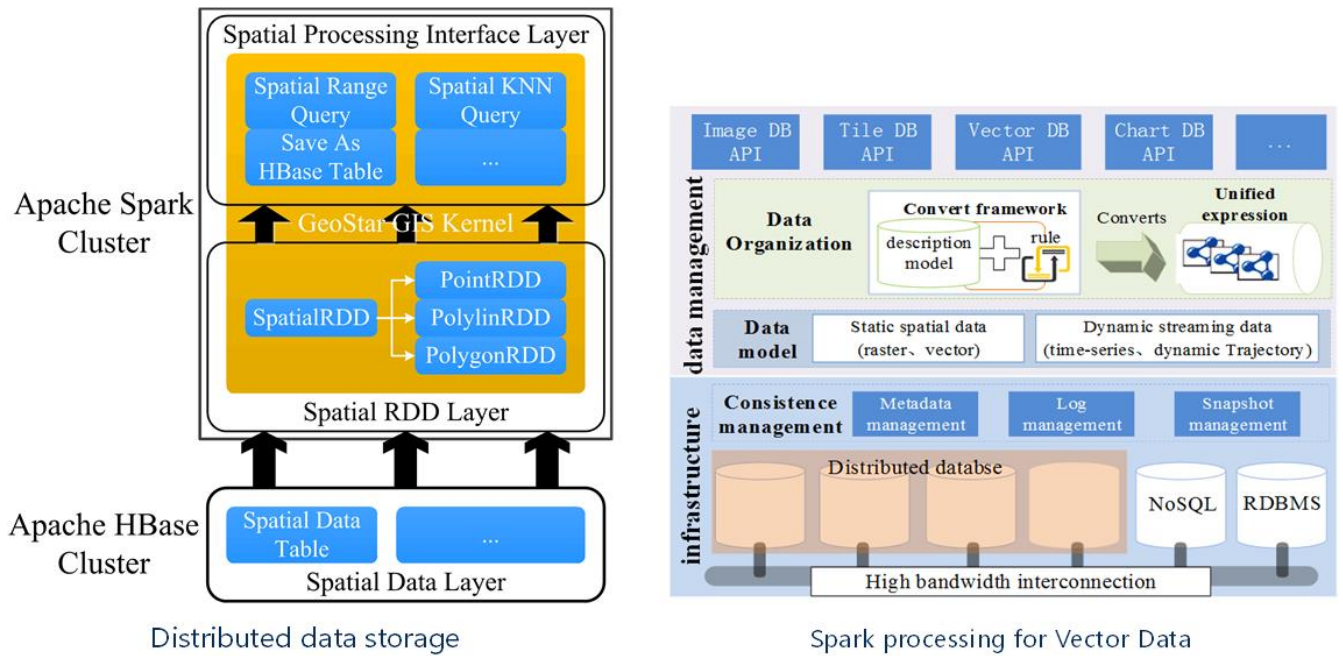 Spatial Processing Interface Layer
Spatial Range
Query
Spatial KNN
Query
Save As
HBase Table
...
GeoStar GIS Kernel
Apache Spark
Cluster
SpatialRDD
PointRDD
PolylinRDD
PolygonRDD
Spatial RDD Layer
Apache HBase
Cluster
Spatial Data
Table
...
Spatial Data Layer
Distributed data storage
data management
Image DB
API
Tile DB
API
Vector DB
API
Chart DB
API
...
Data
Organization
Convert framework
description
model
rule
Converts
Unified
expression
Data
model
Static spatial data
(raster、vector)
Dynamic streaming data
(time-series、dynamic Trajectory)
infrastructure
Consistence
management
Metadata
management
Log
management
Snapshot
management
Distributed databse
NoSQL
RDBMS
High bandwidth interconnection
Spark processing for Vector Data